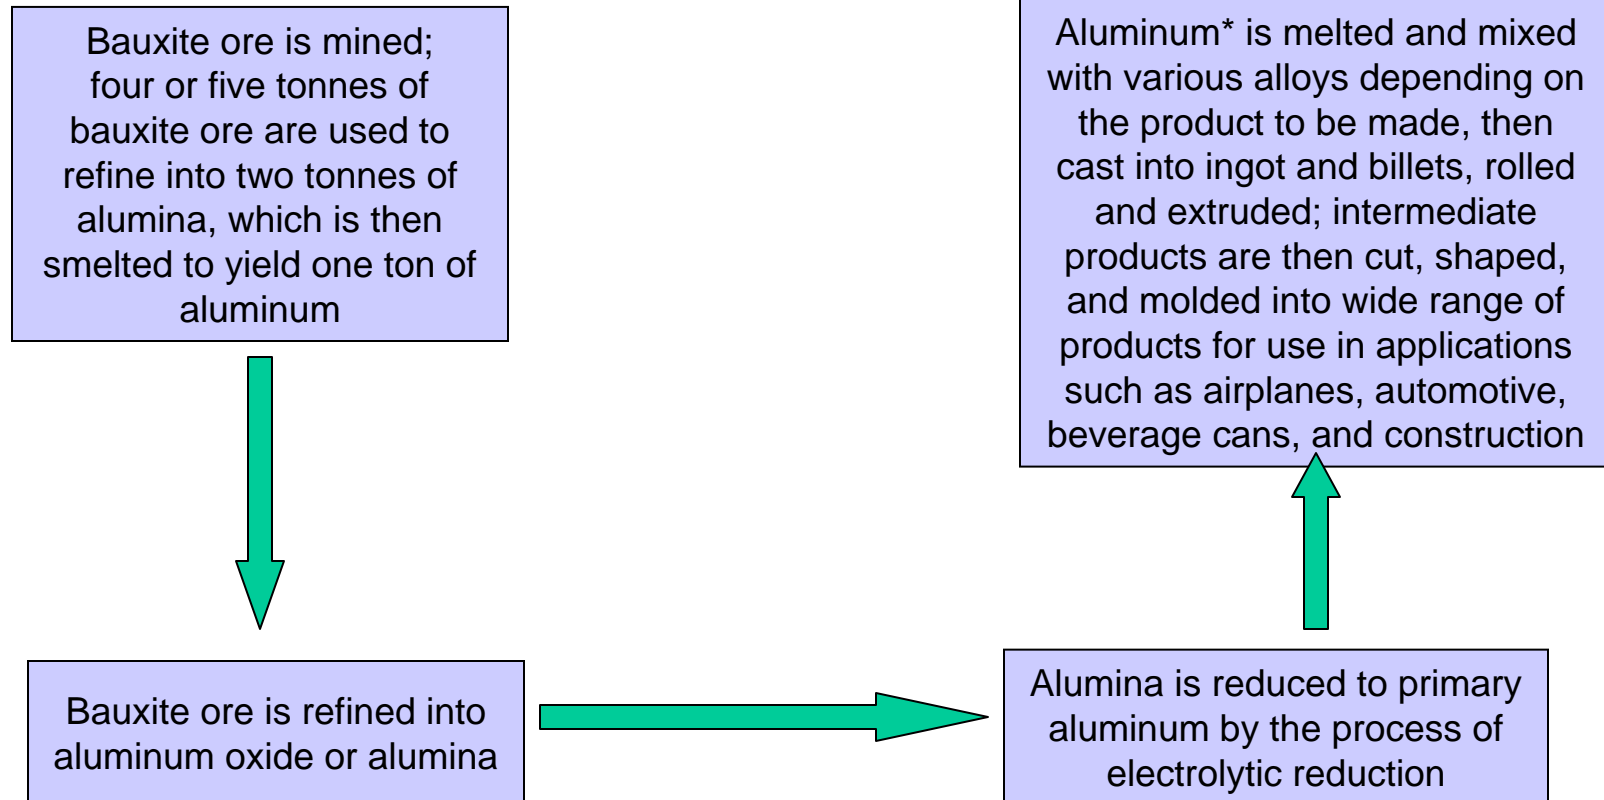 Bauxite ore is mined;
four or five tonnes of
bauxite ore are used to
refine into two tonnes of
alumina, which is then
smelted to yield one ton of
aluminum
Bauxite ore is refined into
aluminum oxide or alumina
Alumina is reduced to primary
aluminum by the process of
electrolytic reduction
Aluminum* is melted and mixed
with various alloys depending on
the product to be made, then
cast into ingot and billets, rolled
and extruded; intermediate
products are then cut, shaped,
and molded into wide range of
products for use in applications
such as airplanes, automotive,
beverage cans, and construction